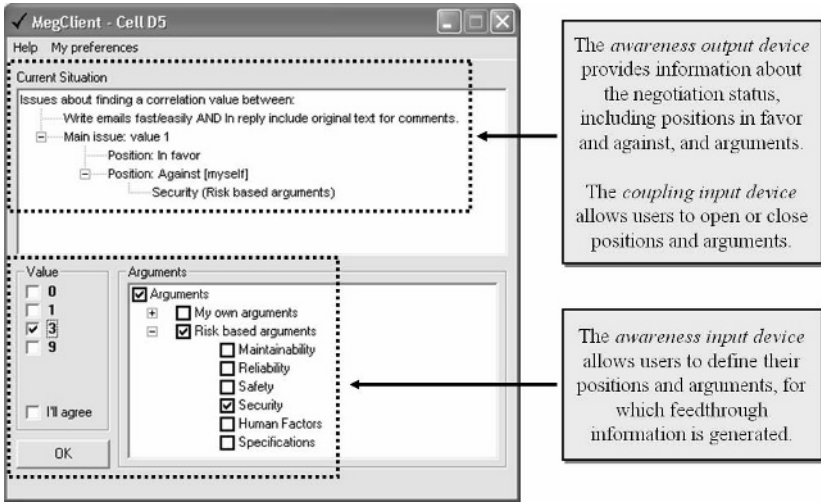 MegClient - Cell D5
Help My preferences
Current Situation
Issues about finding a correlation value between:
Write emails fast/easily AND In reply include original text for comments.
Main issue: value 1
Position: In favor
Position: Against [myself]
Security (Risk based arguments)
Value
0
1
3
9
I'll agree
OK
Arguments
Arguments
My own arguments
Risk based arguments
Maintainability
Reliability
Safety
Security
Human Factors
Specifications
The awareness output device
provides information about
the negotiation status,
including positions in favor
and against, and arguments.
The coupling input device
allows users to open or close
positions and arguments.
The awareness input device
allows users to define their
positions and arguments, for
which feedthrough
information is generated.